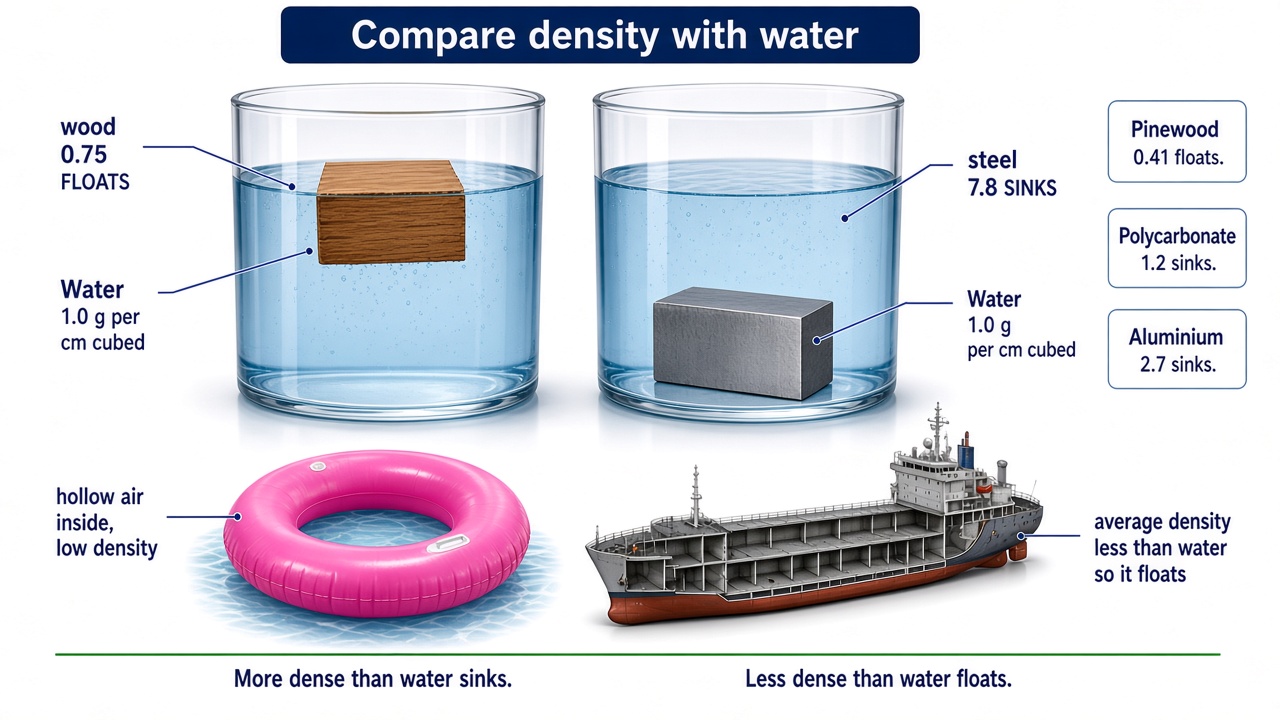 Compare density with water
wood
0.75
FLOATS
Water
1.0 g per
cm cubed
steel
7.8 SINKS
Water
1.0 g
per cm cubed
Pinewood
0.41 floats.
Polycarbonate
1.2 sinks.
Aluminium
2.7 sinks.
hollow air
inside,
low density
average density
less than water
so it floats
More dense than water sinks.
Less dense than water floats.